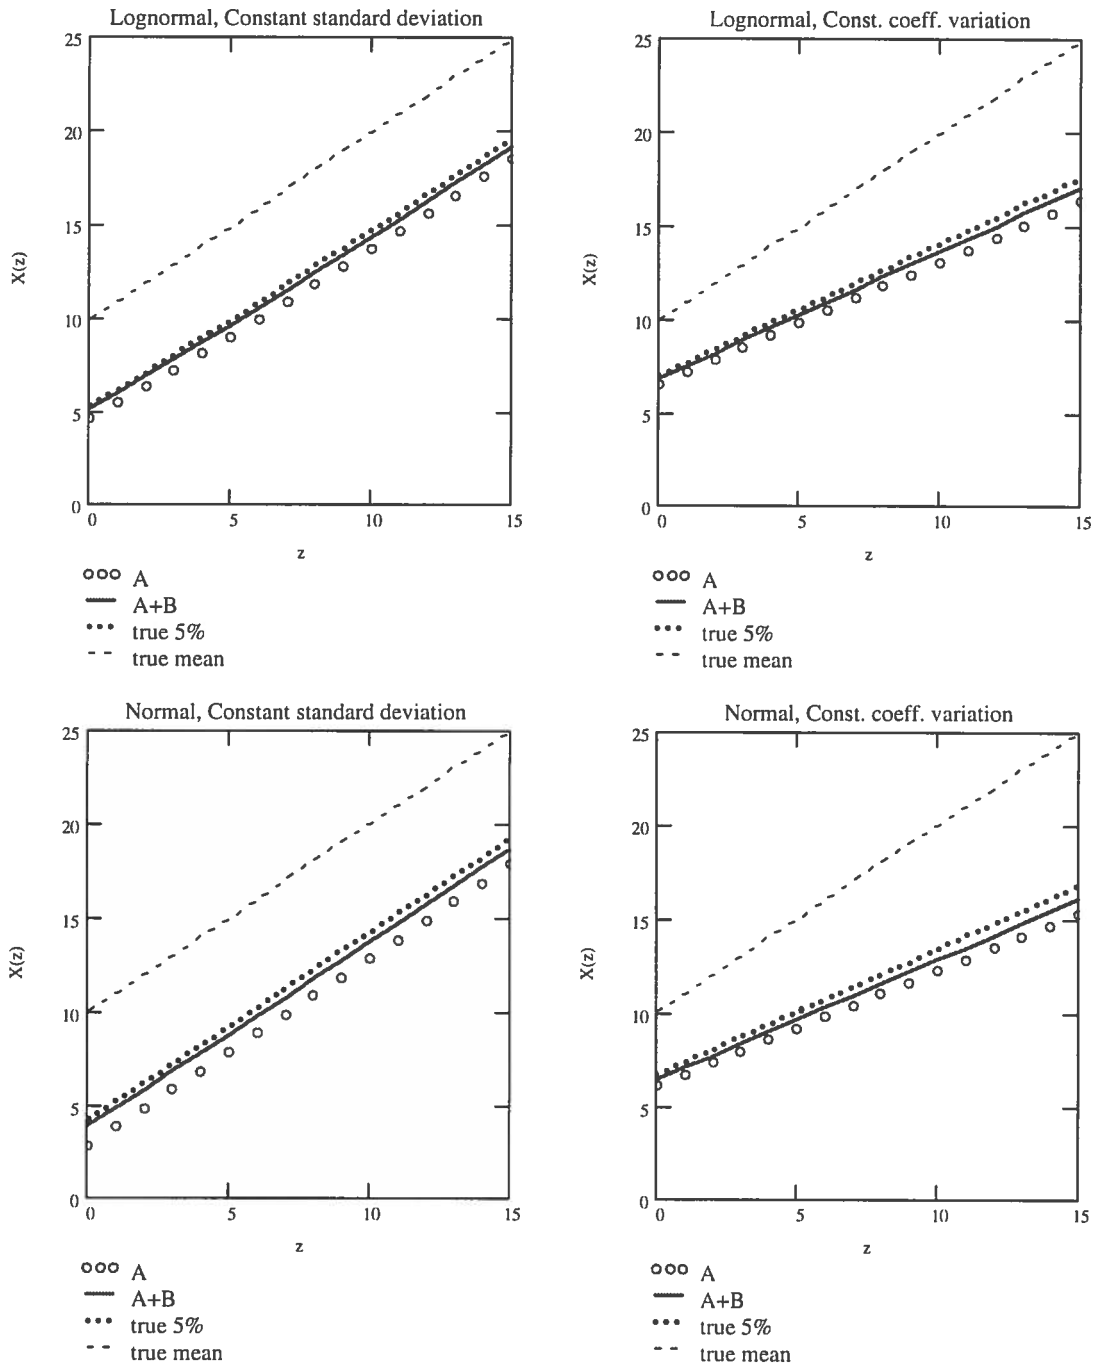 Lognormal, Constant standard deviation
25
20
15
10
5
0
X(z)
0 5 10 15
z
A
A+B
true 5%
true mean
Lognormal, Const. coeff. variation
25
20
15
10
5
0
X(z)
0 5 10 15
z
A
A+B
true 5%
true mean
Normal, Constant standard deviation
25
20
15
10
5
0
X(z)
0 5 10 15
z
A
A+B
true 5%
true mean
Normal, Const. coeff. variation
25
20
15
10
5
0
X(z)
0 5 10 15
z
A
A+B
true 5%
true mean